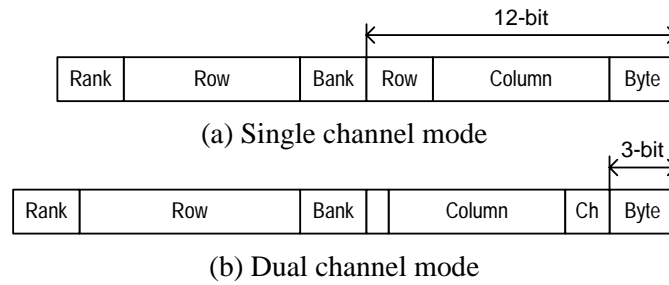 12-bit
Rank Row Bank Row Column Byte
(a) Single channel mode
3-bit
Rank Row Bank Column Ch Byte
(b) Dual channel mode